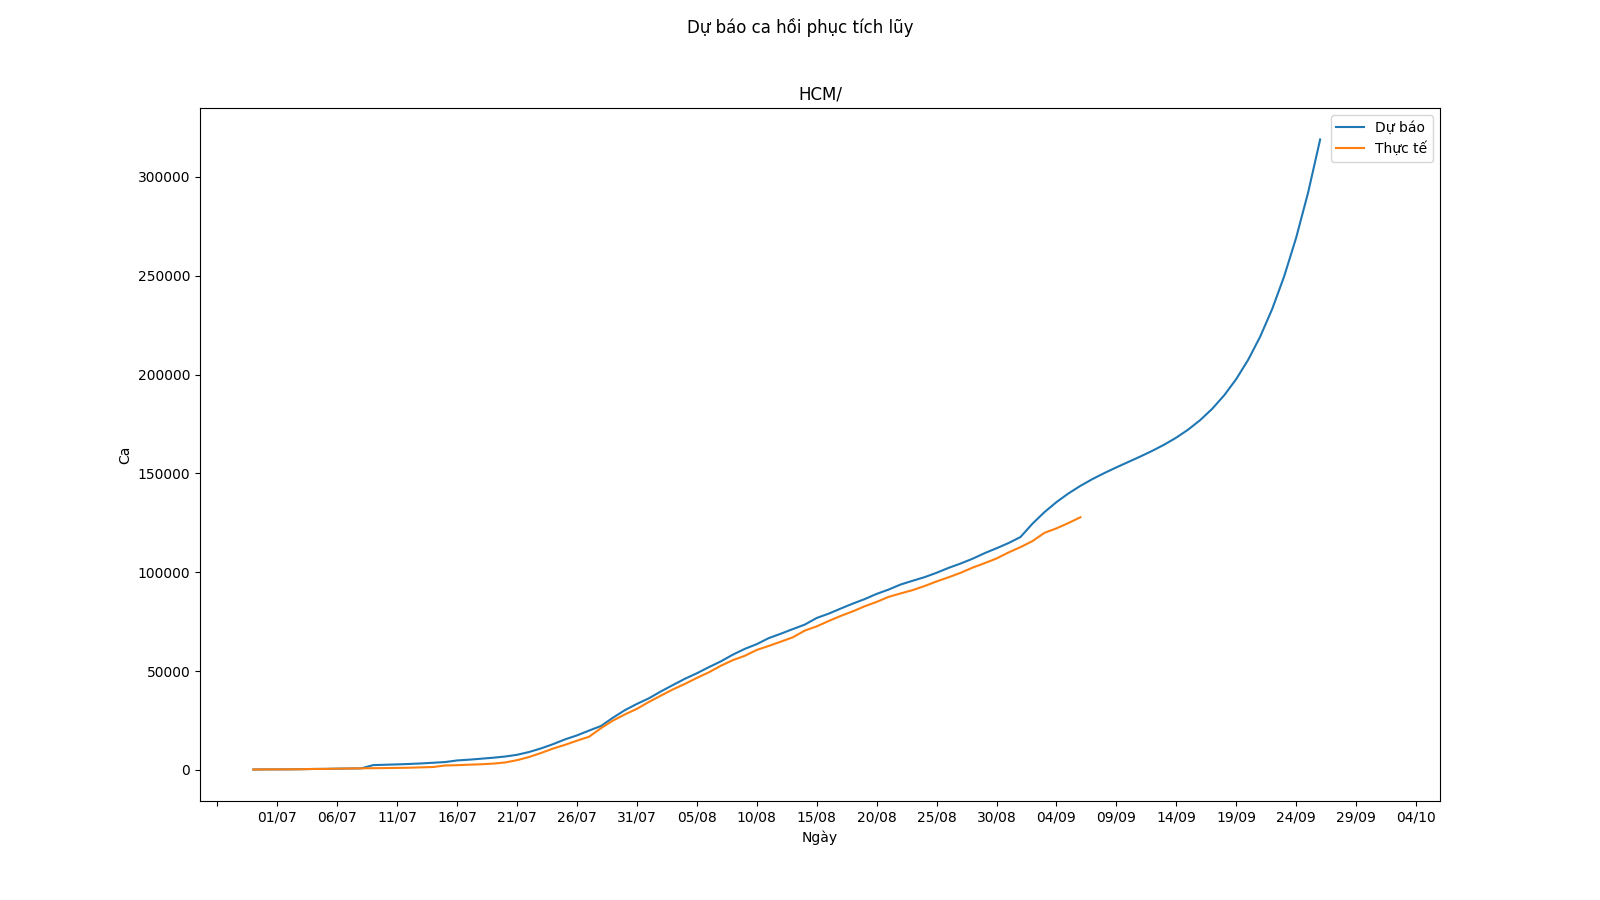 Dự báo ca hồi phục tích lũy
HCM/
Dự báo
Thực tế
300000
250000
200000
150000
100000
50000
0
Ca
01/07 06/07 11/07 16/07 21/07 26/07 31/07 05/08 10/08 15/08 20/08 25/08 30/08 04/09 09/09 14/09 19/09 24/09 29/09 04/10
Ngày